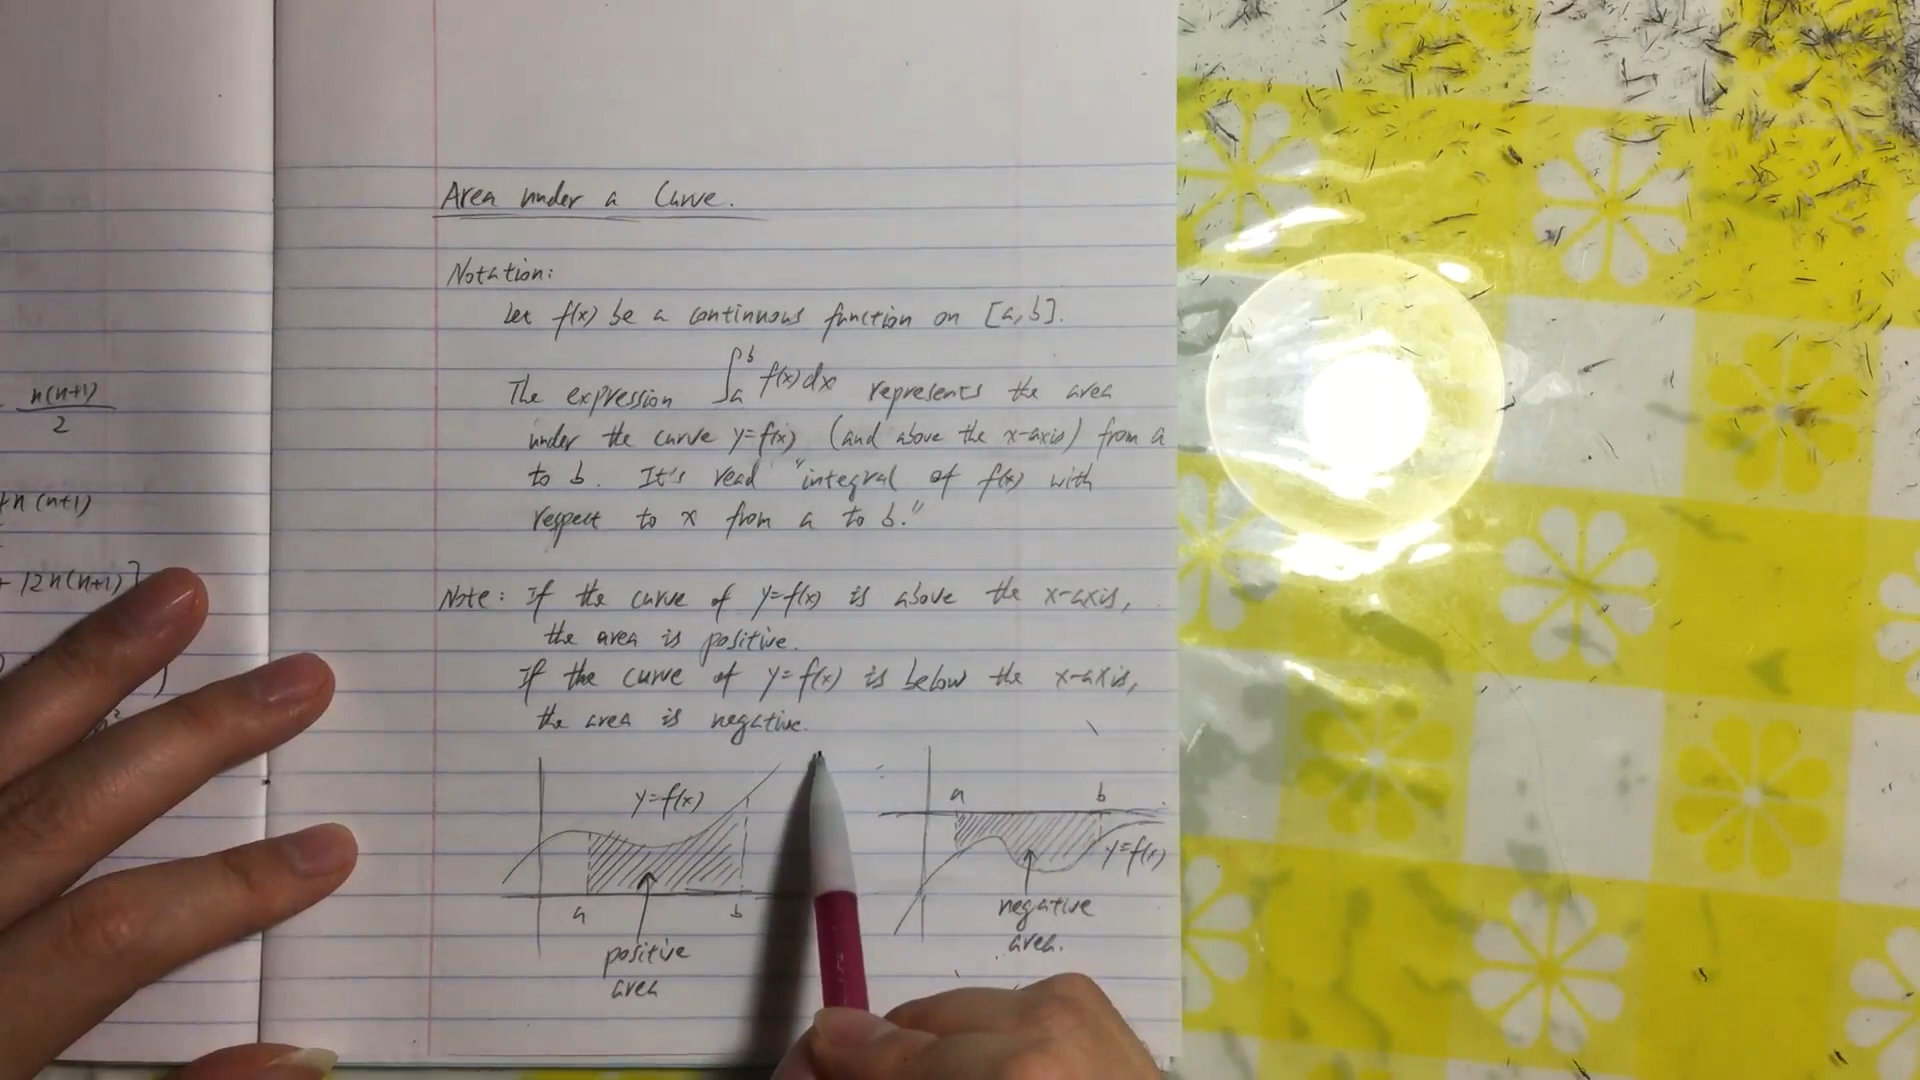 n(n+1)
2
+n(n+1)
+ 12n(n+1)]
Area under a Curve.
Notation:
Let f(x) be a continuous function on [a,b].
The expression ∫_a^b f(x)dx represents the area
under the curve y=f(x) (and above the x-axis) from a
to b. It's read "integral of f(x) with
respect to x from a to b."
Note: If the curve of y=f(x) is above the x-axis,
the area is positive.
If the curve of y=f(x) is below the x-axis,
the area is negative.
y=f(x)
a
b
positive
area
a
b
y=f(x)
negative
area.